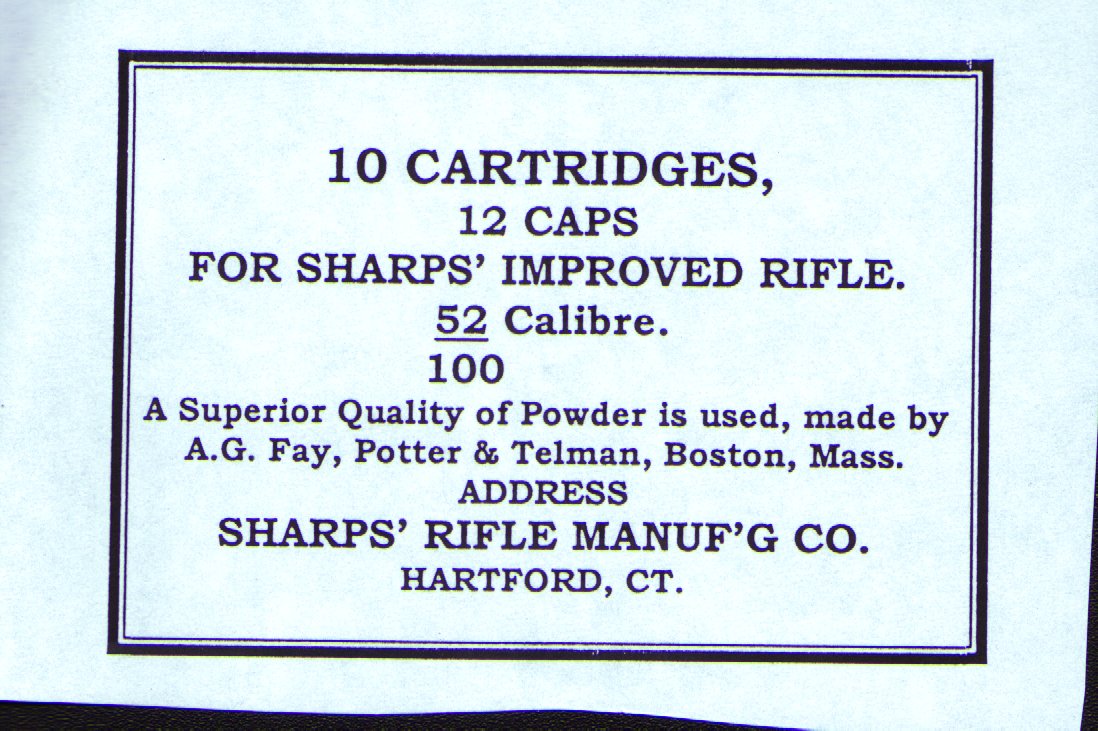 10 CARTRIDGES,
12 CAPS
FOR SHARPS' IMPROVED RIFLE.
52 Calibre.
100
A Superior Quality of Powder is used, made by
A.G. Fay, Potter & Telman, Boston, Mass.
ADDRESS
SHARPS' RIFLE MANUF'G CO.
HARTFORD, CT.